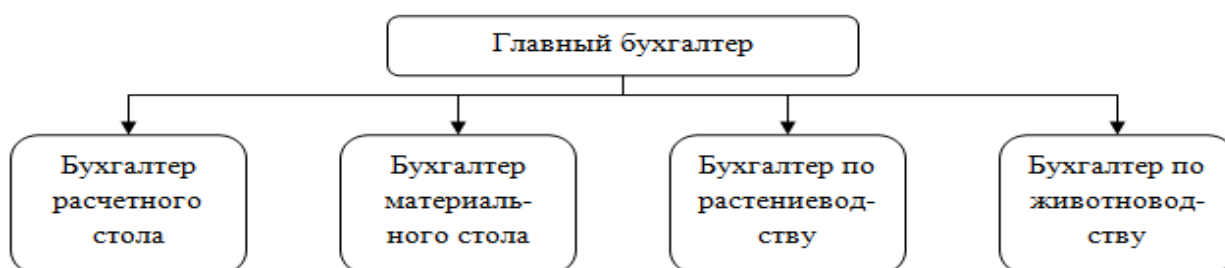 Главный бухгалтер
Бухгалтер
расчетного
стола
Бухгалтер
материаль-
ного стола
Бухгалтер по
растениевод-
ству
Бухгалтер по
животновод-
ству